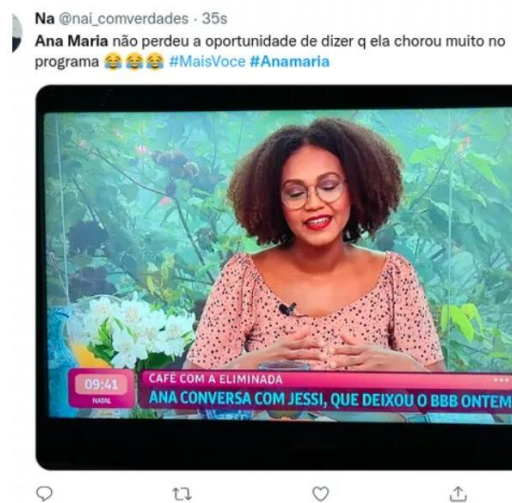 Na @nai_comverdades · 35s
Ana Maria não perdeu a oportunidade de dizer q ela chorou muito no
programa 😂😂😂 #MaisVoce #Anamaria
09:41
NATAL
CAFÉ COM A ELIMINADA
ANA CONVERSA COM JESSI, QUE DEIXOU O BBB ONTEM